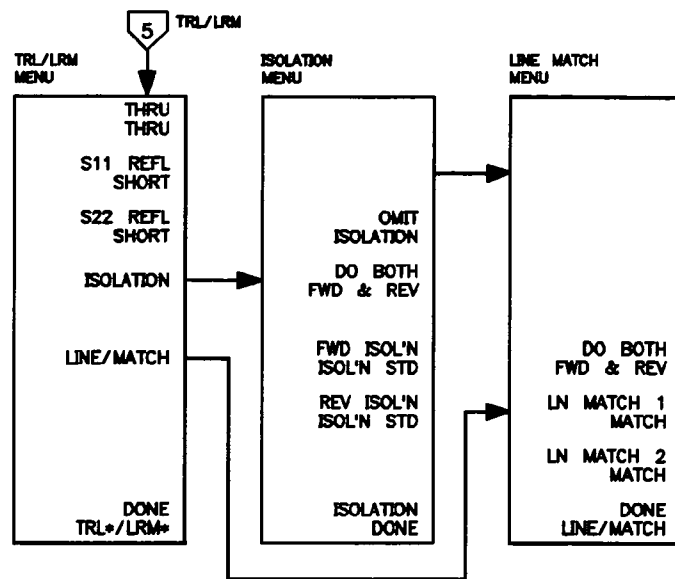 5
TRL/LRM
TRL/LRM
MENU
THRU
THRU
S11 REFL
SHORT
S22 REFL
SHORT
ISOLATION
LINE/MATCH
DONE
TRL*/LRM*
ISOLATION
MENU
OMIT
ISOLATION
DO BOTH
FWD & REV
FWD ISOL'N
ISOL'N STD
REV ISOL'N
ISOL'N STD
ISOLATION
DONE
LINE MATCH
MENU
DO BOTH
FWD & REV
LN MATCH 1
MATCH
LN MATCH 2
MATCH
DONE
LINE/MATCH